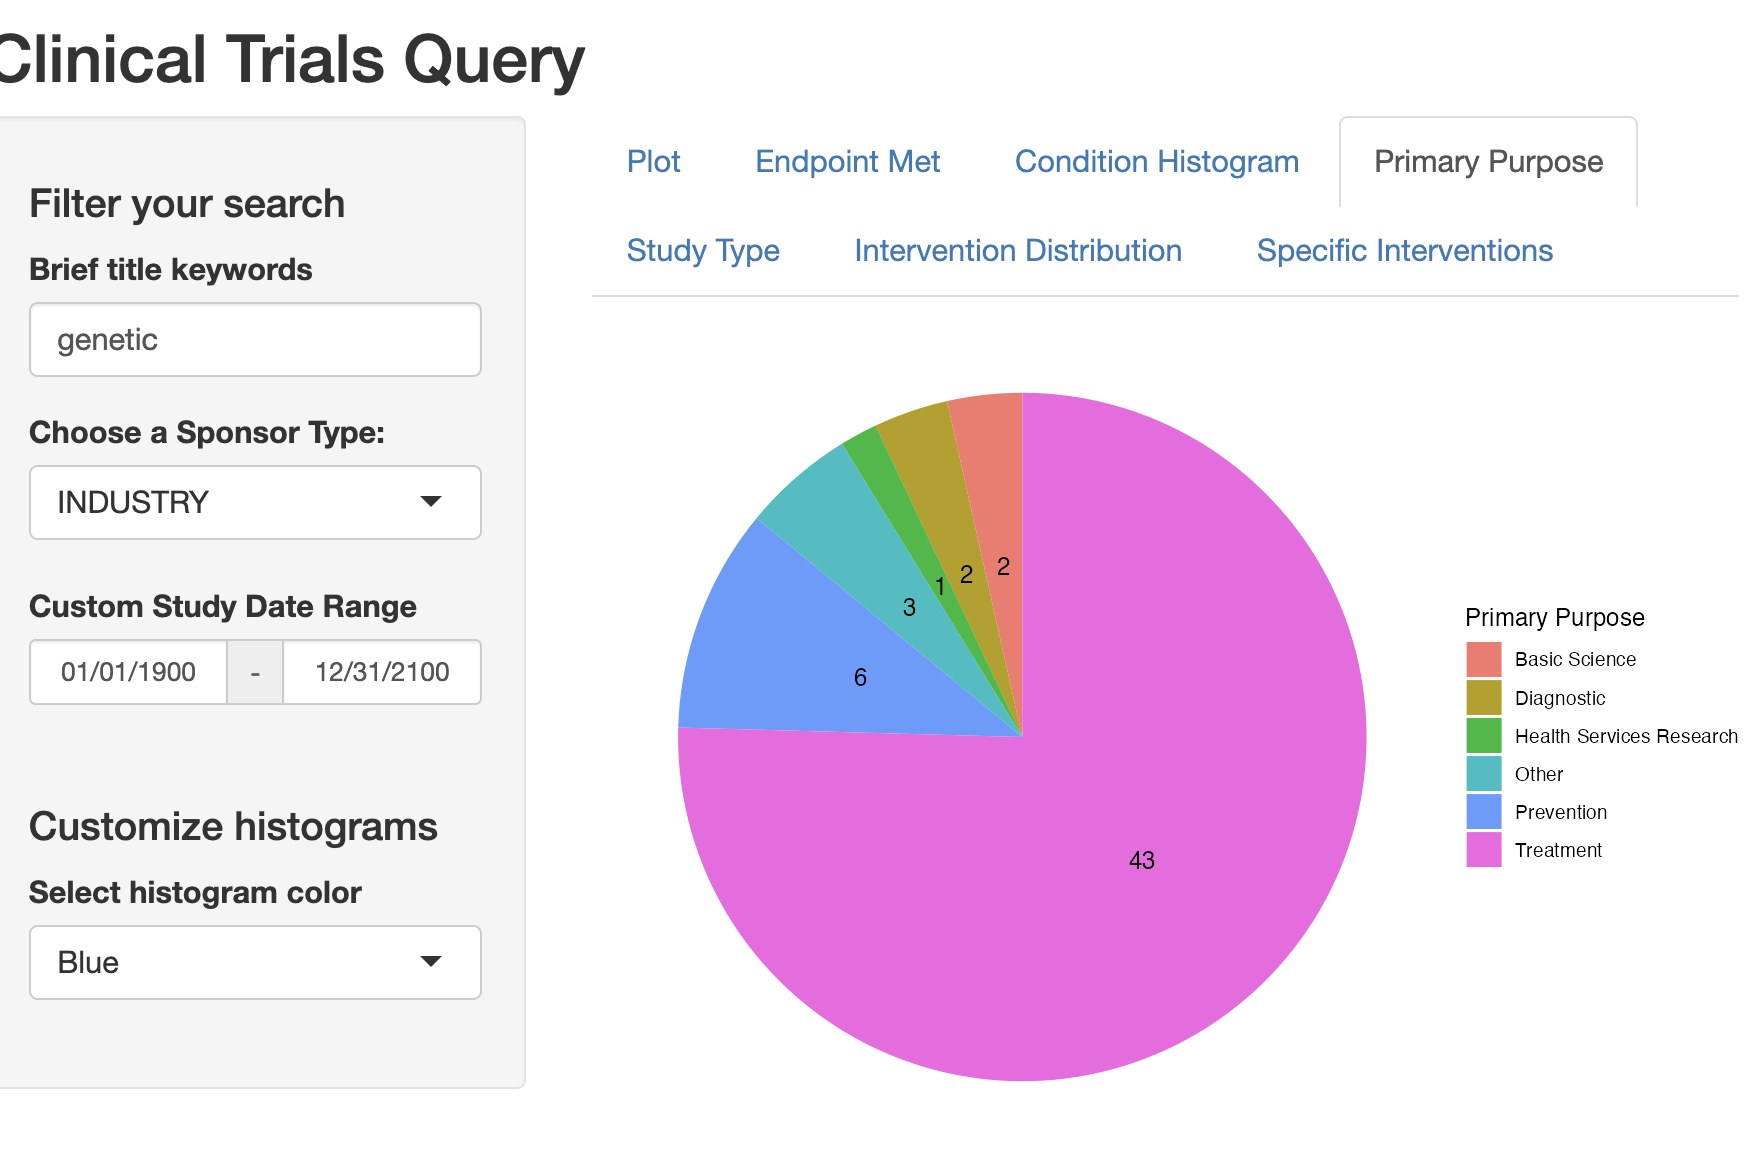 Clinical Trials Query
Filter your search
Brief title keywords
genetic
Choose a Sponsor Type:
INDUSTRY
Custom Study Date Range
01/01/1900 - 12/31/2100
Customize histograms
Select histogram color
Blue
Plot Endpoint Met Condition Histogram Primary Purpose
Study Type Intervention Distribution Specific Interventions
2
2
1
3
6
43
Primary Purpose
Basic Science
Diagnostic
Health Services Research
Other
Prevention
Treatment